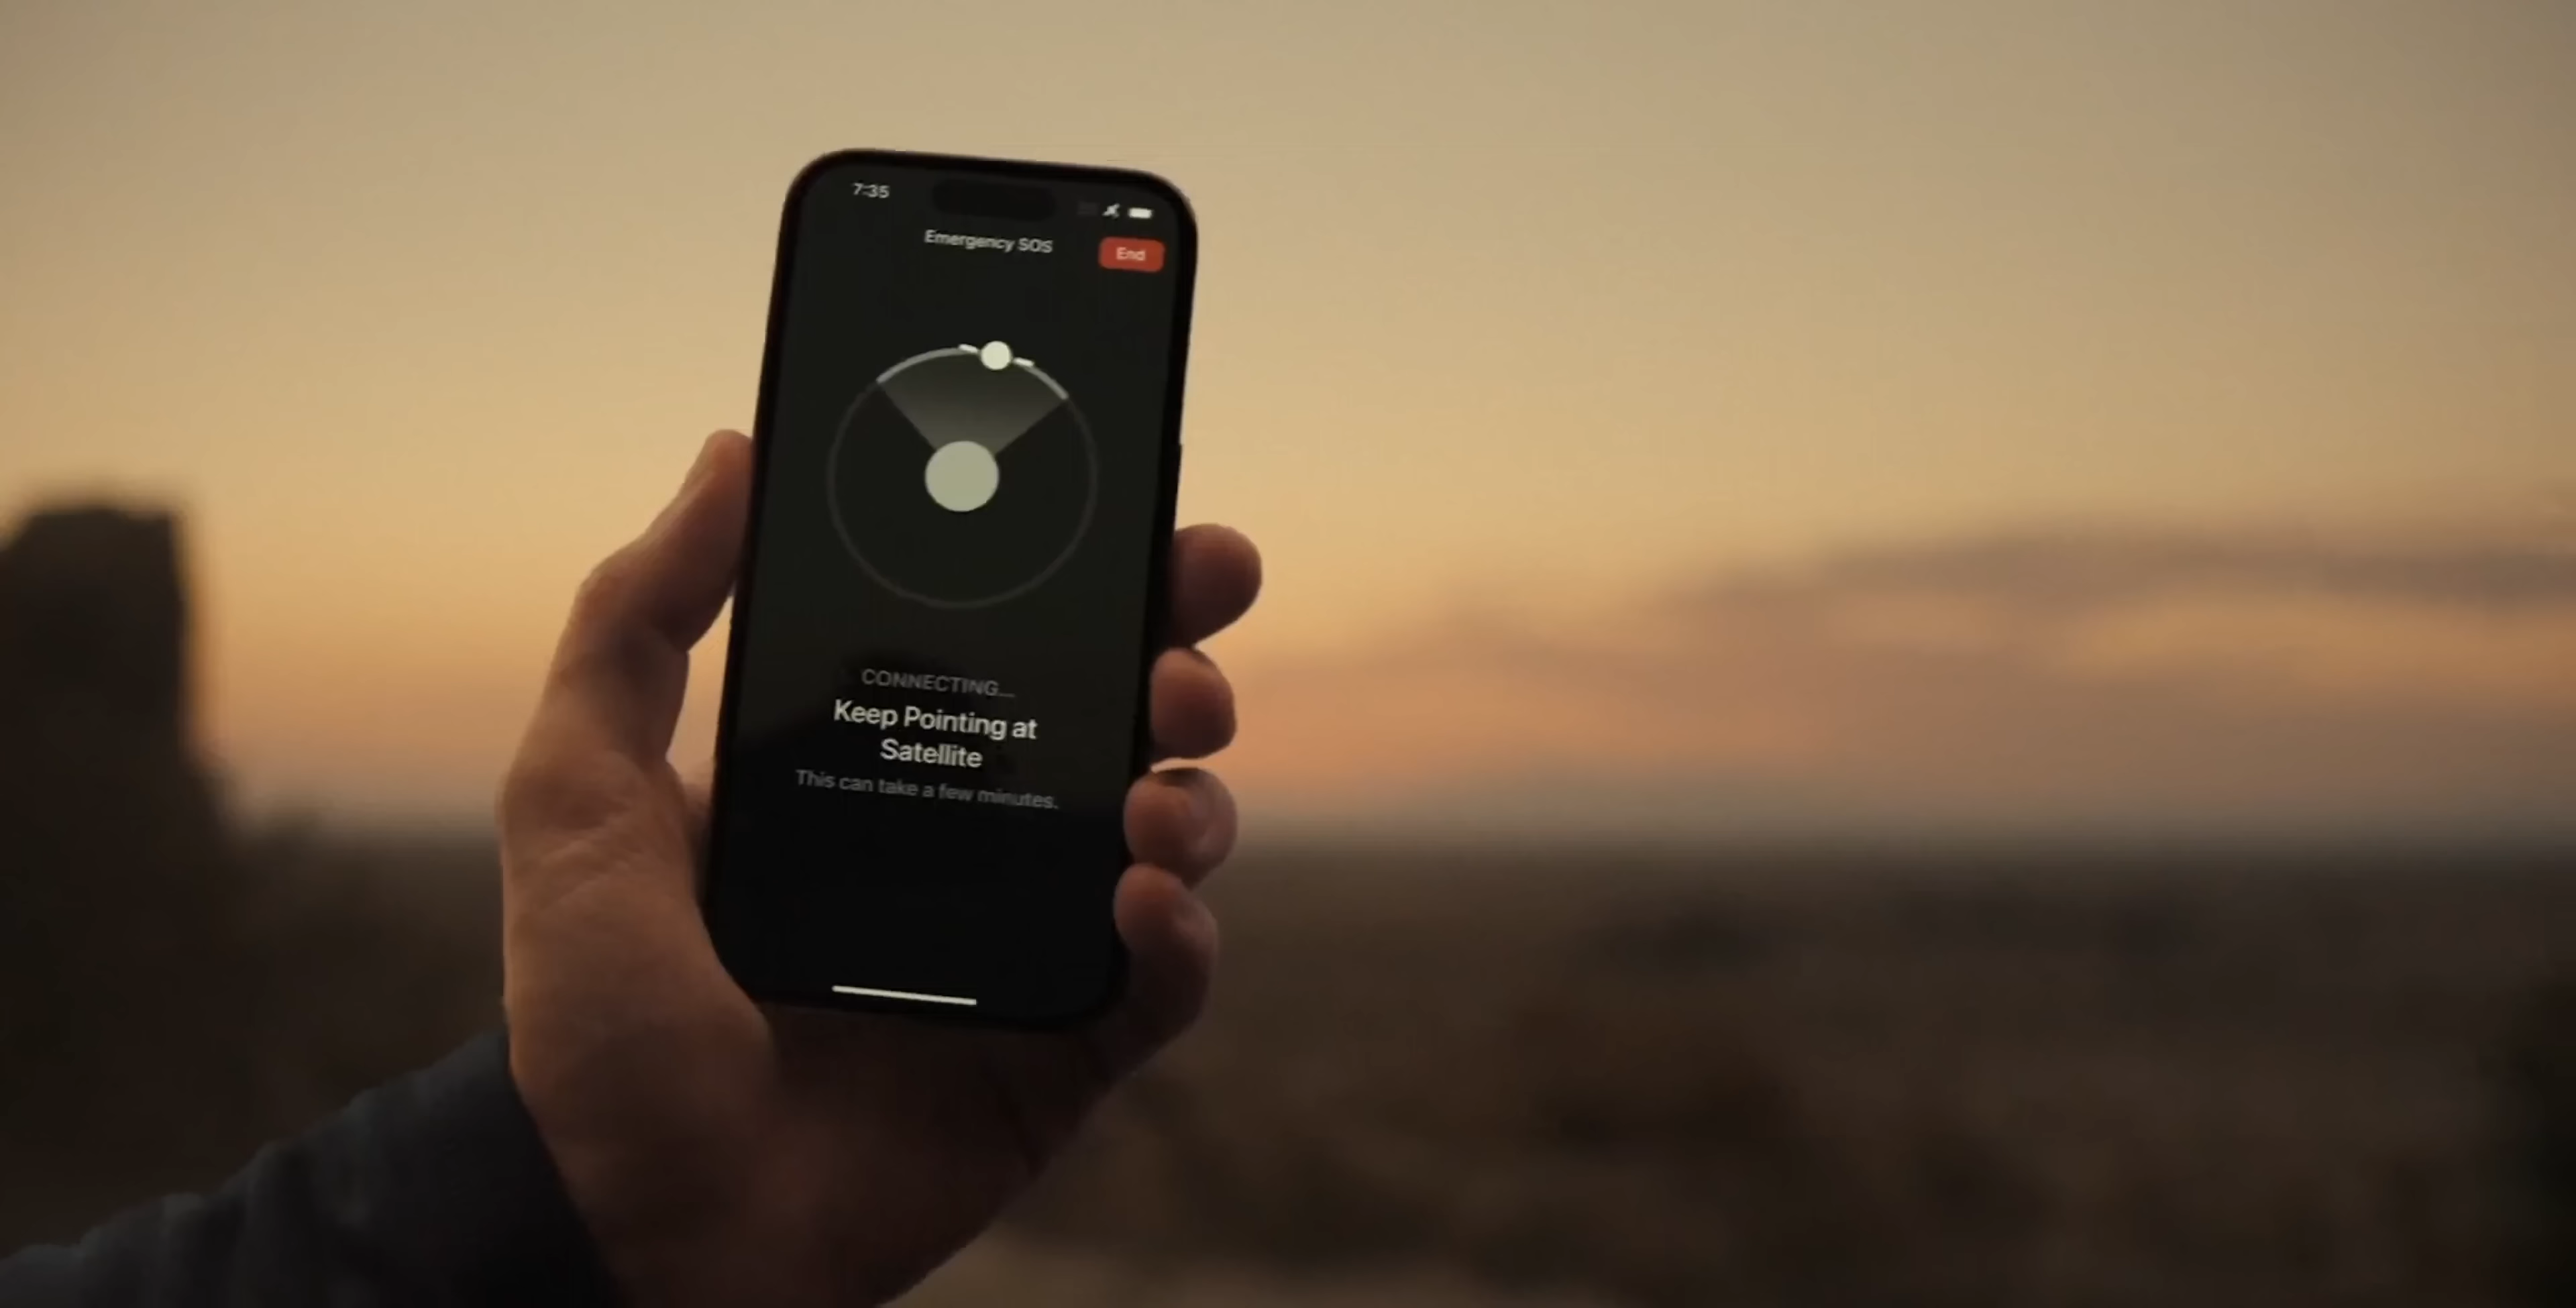 7:35
Emergency SOS
End
CONNECTING...
Keep Pointing at
Satellite
This can take a few minutes.